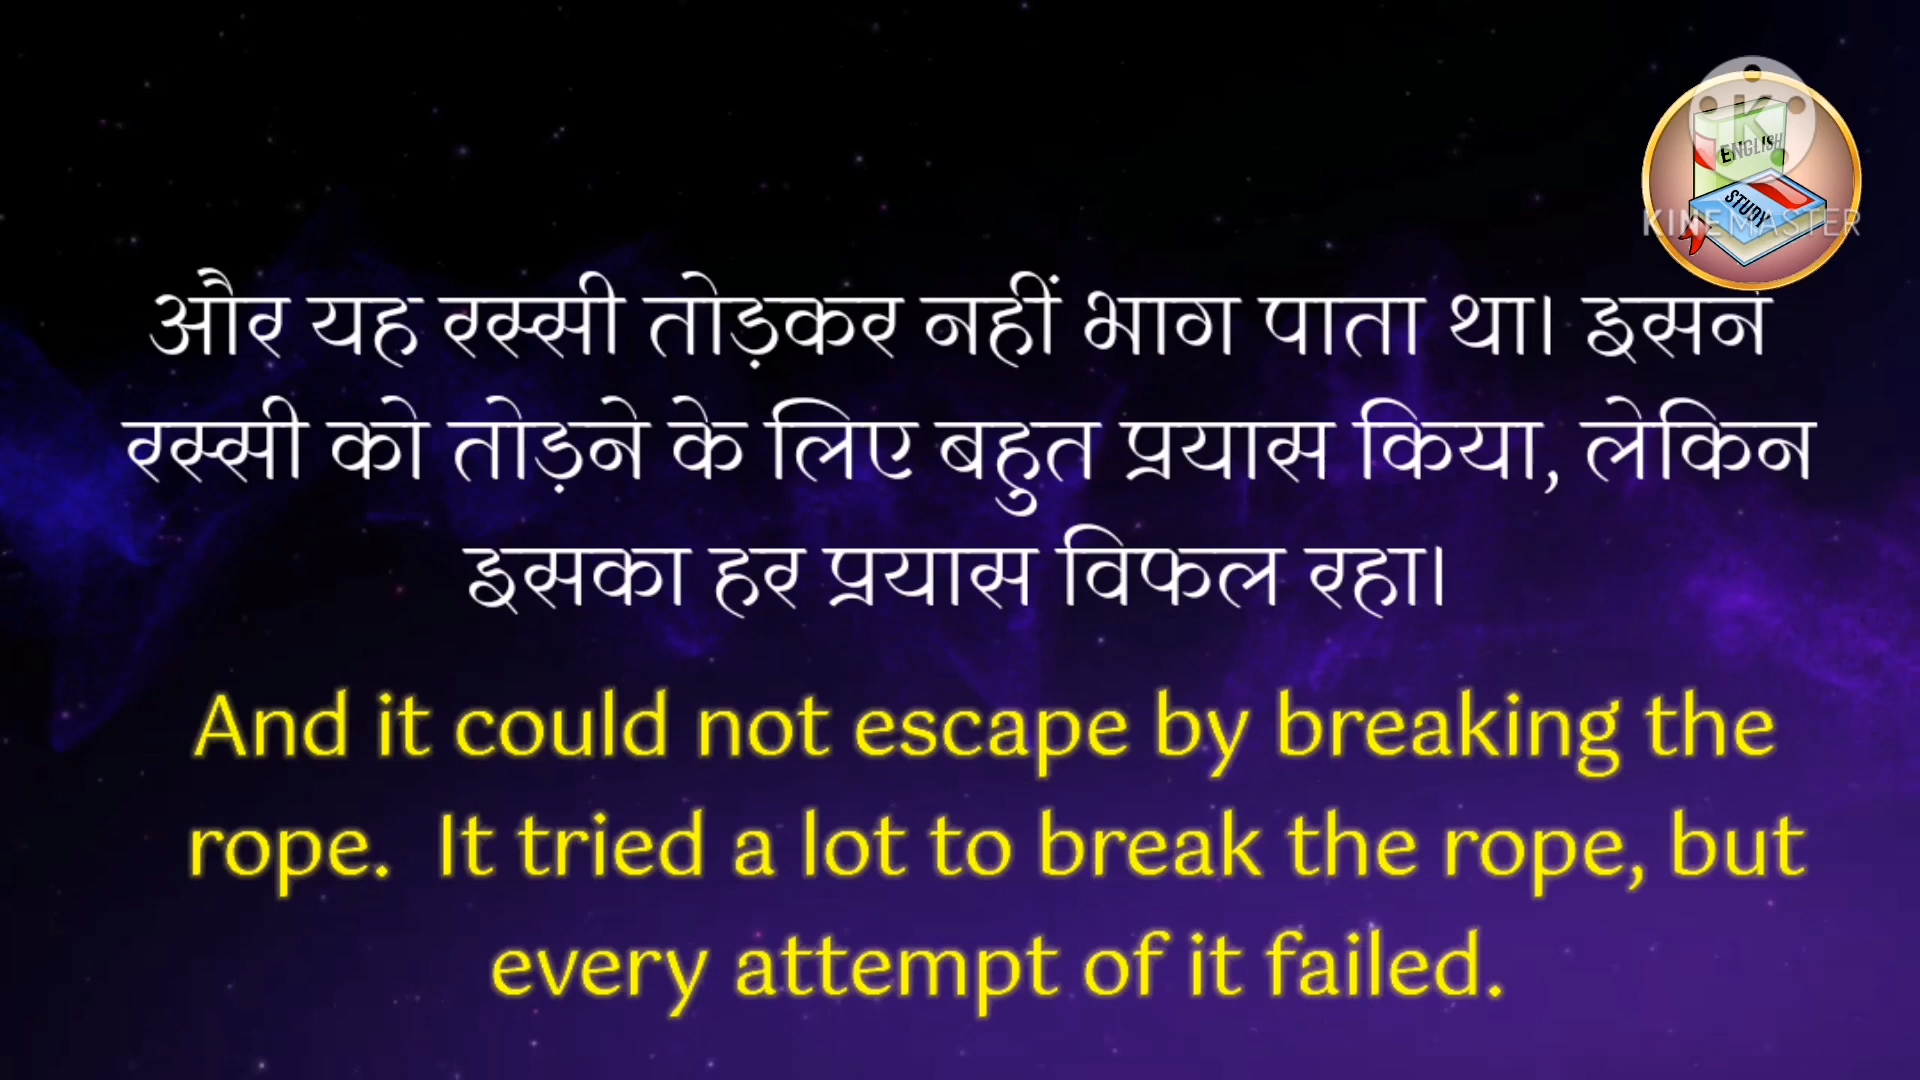 ENGLISH
STUDY
KINEMASTER
और यह रस्सी तोड़कर नहीं भाग पाता था। इसने
रस्सी को तोड़ने के लिए बहुत प्रयास किया, लेकिन
इसका हर प्रयास विफल रहा।
And it could not escape by breaking the
rope. It tried a lot to break the rope, but
every attempt of it failed.